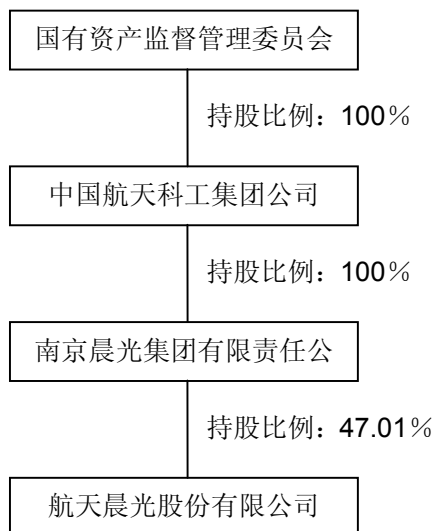 国有资产监督管理委员会
持股比例：100％
中国航天科工集团公司
持股比例：100％
南京晨光集团有限责任公
持股比例：47.01％
航天晨光股份有限公司